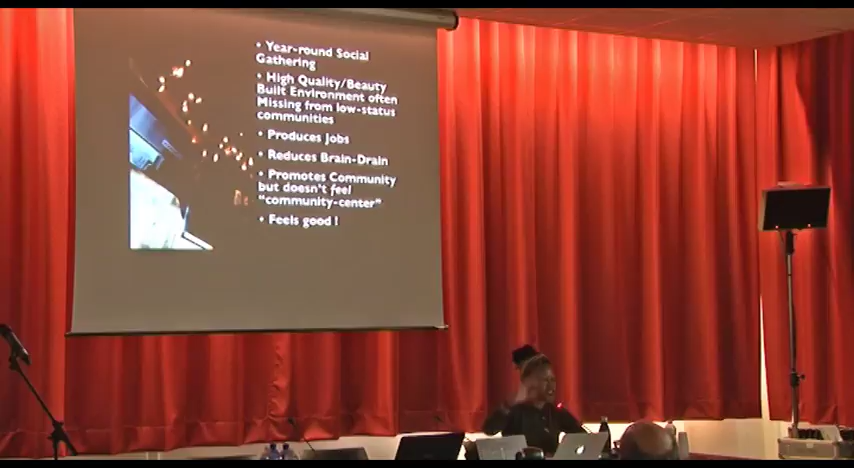 • Year-round Social
Gathering
• High Quality/Beauty
Built Environment often
Missing from low-status
communities
• Produces Jobs
• Reduces Brain-Drain
• Promotes Community
but doesn't feel
"community-center"
• Feels good !